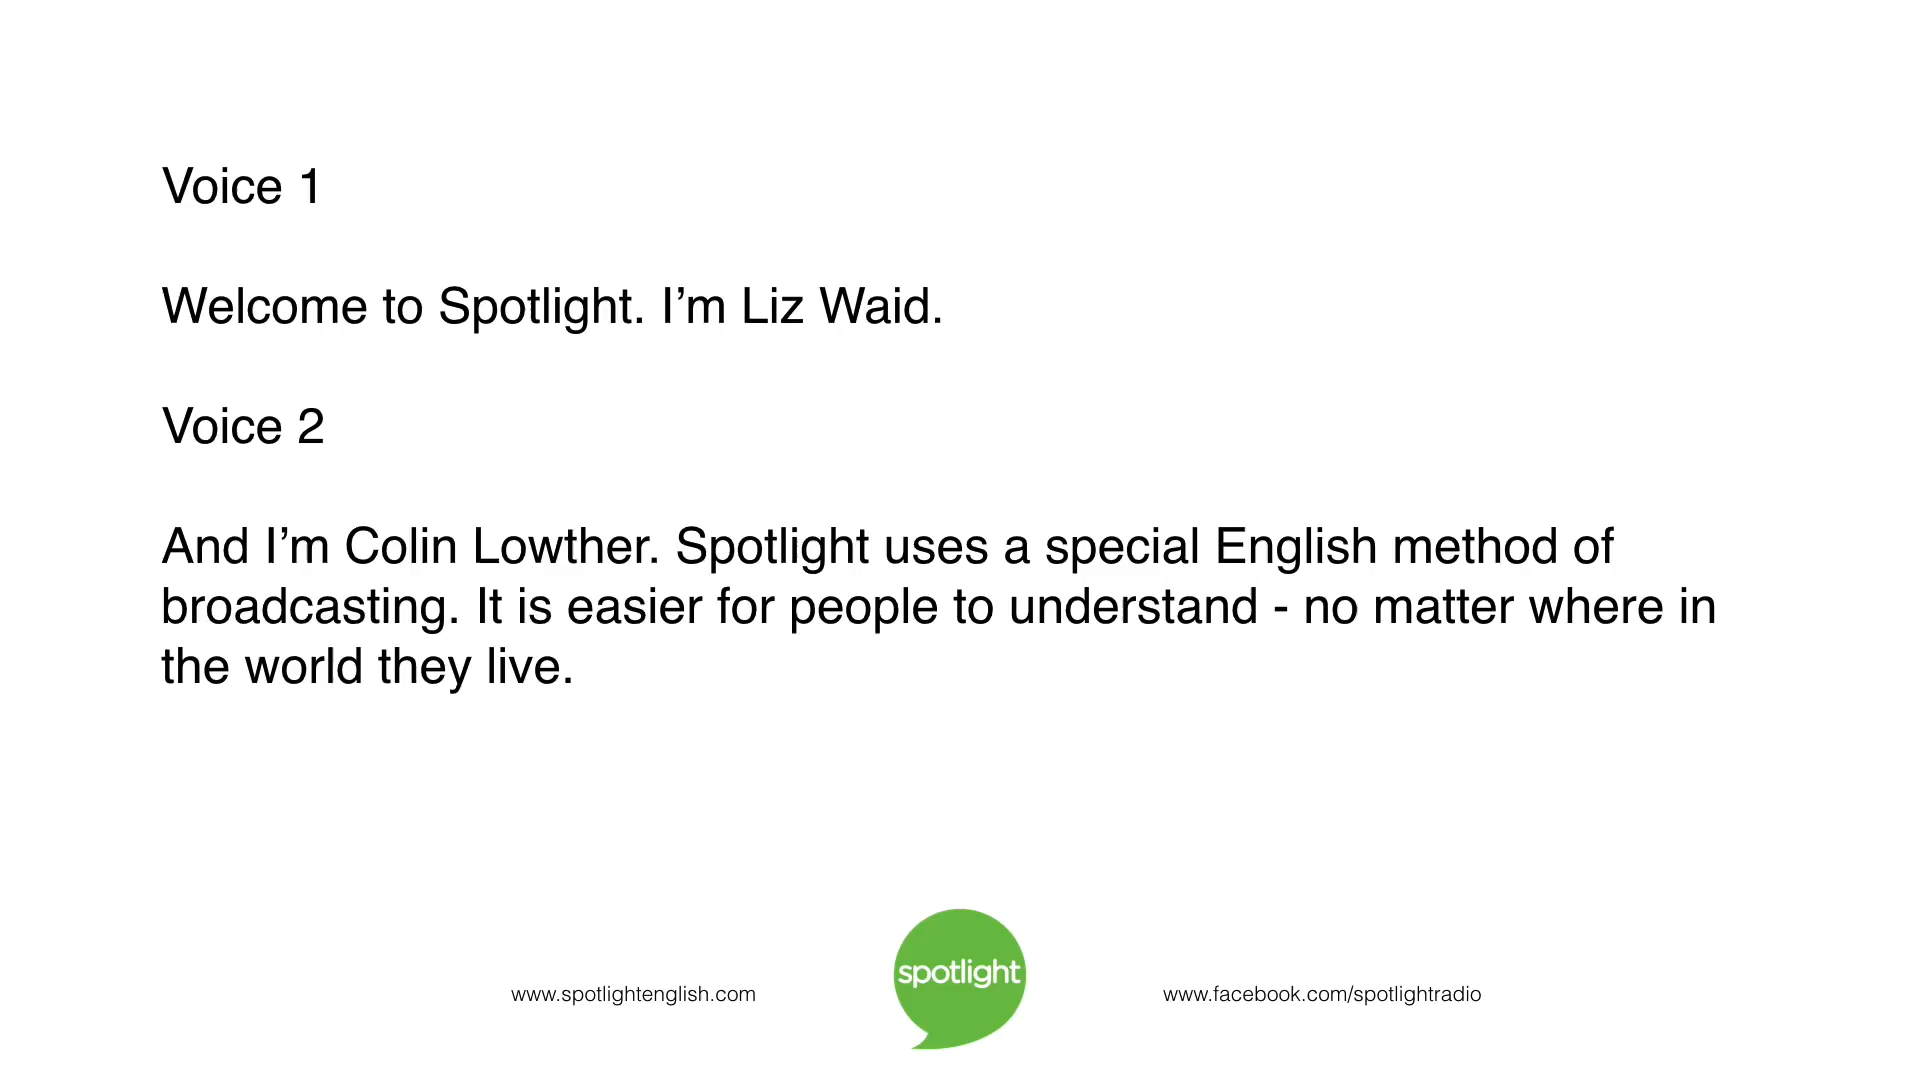 Voice 1
Welcome to Spotlight. I’m Liz Waid.
Voice 2
And I’m Colin Lowther. Spotlight uses a special English method of
broadcasting. It is easier for people to understand - no matter where in
the world they live.
www.spotlightenglish.com
spotlight
www.facebook.com/spotlightradio